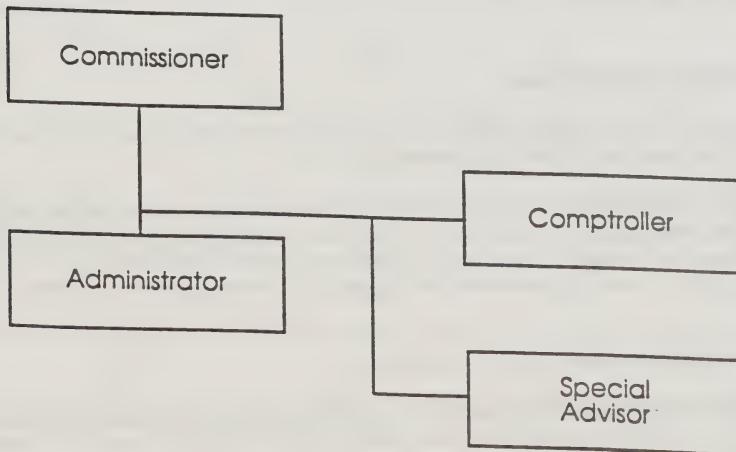 Commissioner
Comptroller
Administrator
Special
Advisor